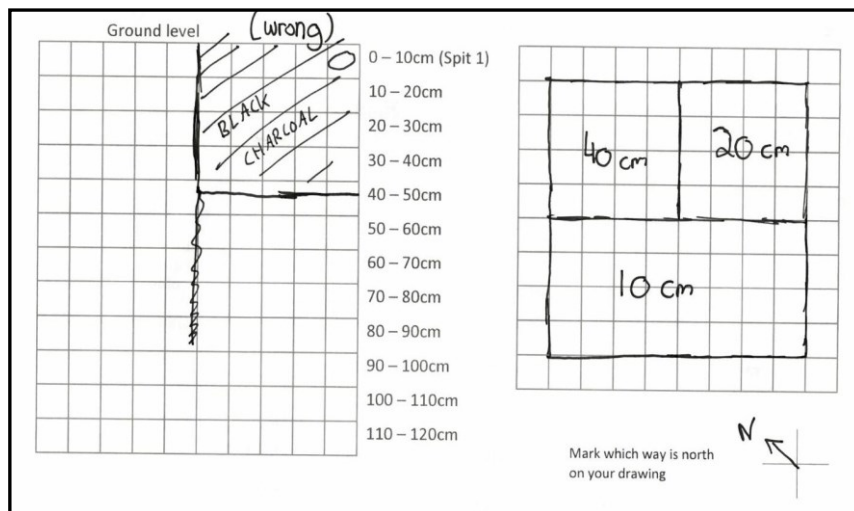 (wrong)
Ground level
0 – 10cm (Spit 1)
10 – 20cm
20 – 30cm
30 – 40cm
40 – 50cm
50 – 60cm
60 – 70cm
70 – 80cm
80 – 90cm
90 – 100cm
100 – 110cm
110 – 120cm
BLACK
CHARCOAL
40 cm
20 cm
10 cm
N
Mark which way is north
on your drawing